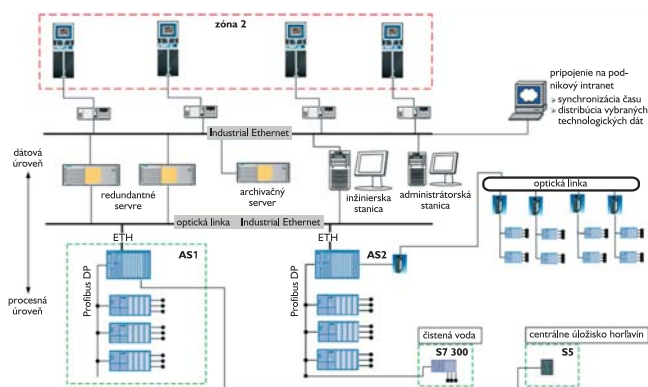 zóna 2
pripojenie na pod-
nikový intranet
synchronizácia času
distribúcia vybraných
technologických dát
Industrial Ethernet
dátová
úroveň
redundantné
servre
archivačný
server
inžinierska
stanica
administrátorská
stanica
optická linka
optická linka Industrial Ethernet
ETH
AS1
ETH
AS2
Profibus DP
Profibus DP
procesná
úroveň
čistená voda
S7 300
centrálne úložisko horľavín
S5